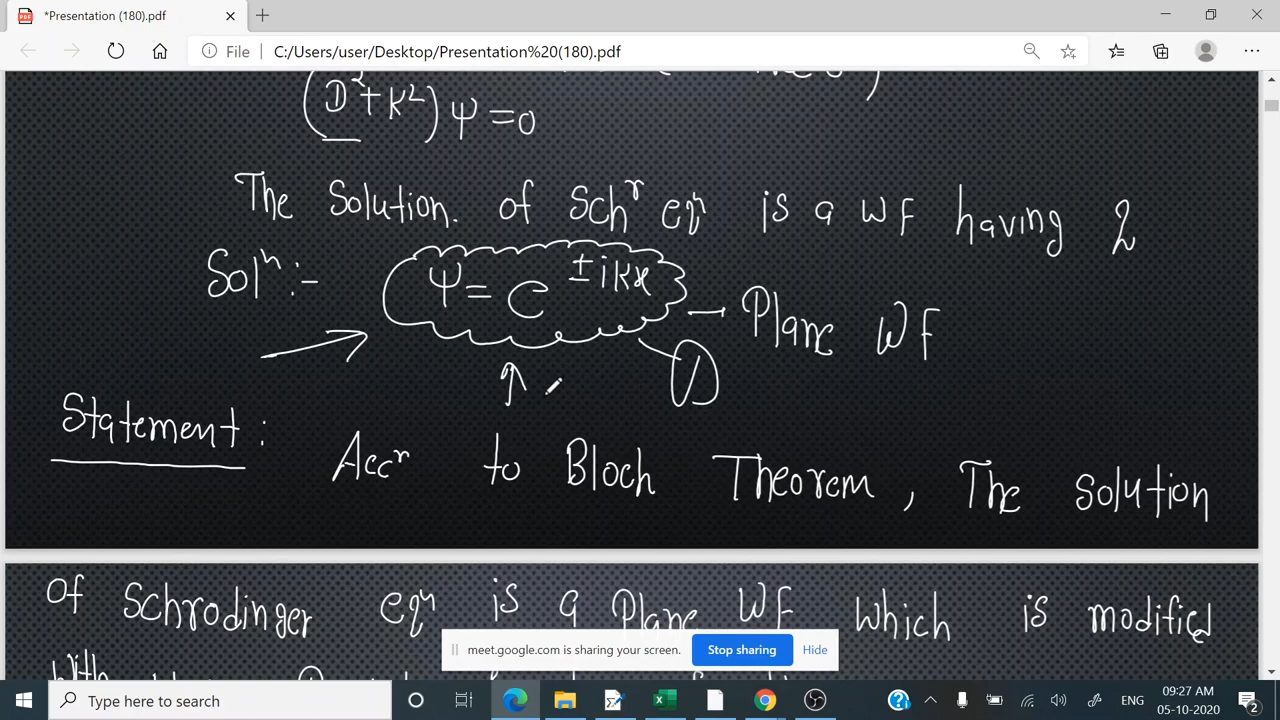 *Presentation (180).pdf
File
C:/Users/user/Desktop/Presentation%20(180).pdf
(D²+K²)Ψ=0
The Solution. of Schʳ eqⁿ is a WF having 2
Solⁿ:-
Ψ= e^±iKx
Plane WF
1
Statement:
Accʳ to Bloch Theorem, The solution
of Schrodinger eqⁿ is a Plane WF which is modified
With
meet.google.com is sharing your screen.
Stop sharing
Hide
Type here to search
ENG
09:27 AM
05-10-2020
2